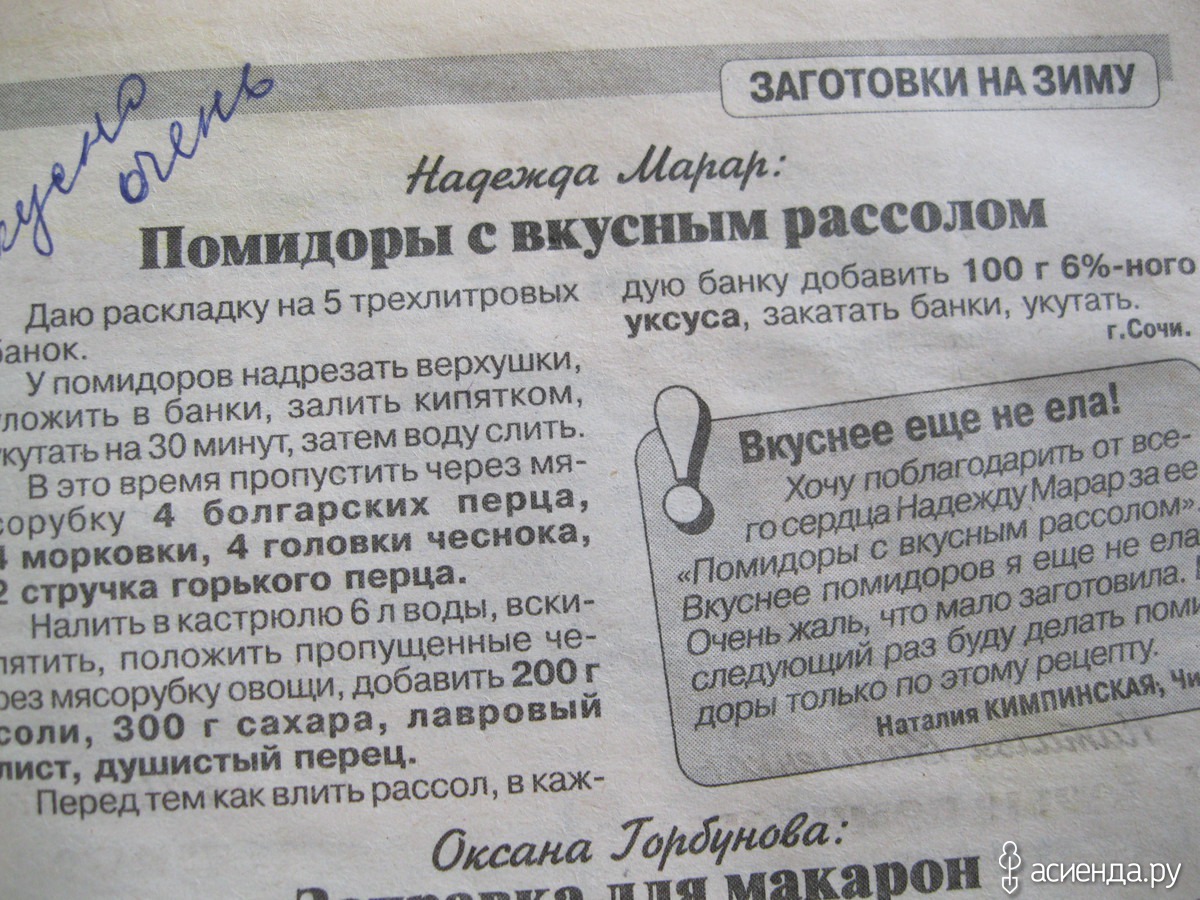 ЗАГОТОВКИ НА ЗИМУ
очень
Надежда Марар:
Помидоры с вкусным рассолом
Даю раскладку на 5 трехлитровых
банок.
У помидоров надрезать верхушки,
уложить в банки, залить кипятком,
укутать на 30 минут, затем воду слить.
В это время пропустить через мя-
сорубку 4 болгарских перца,
4 морковки, 4 головки чеснока,
2 стручка горького перца.
Налить в кастрюлю 6 л воды, вски-
пятить, положить пропущенные че-
рез мясорубку овощи, добавить 200 г
соли, 300 г сахара, лавровый
лист, душистый перец.
Перед тем как влить рассол, в каж-
дую банку добавить 100 г 6%-ного
уксуса, закатать банки, укутать.
г.Сочи.
Вкуснее еще не ела!
Хочу поблагодарить от все-
го сердца Надежду Марар за ее
«Помидоры с вкусным рассолом».
Вкуснее помидоров я еще не ела.
Очень жаль, что мало заготовила.
следующий раз буду делать поми-
доры только по этому рецепту.
Наталия КИМПИНСКАЯ,
Оксана Горбунова:
Заправка для макарон
асиенда.ру